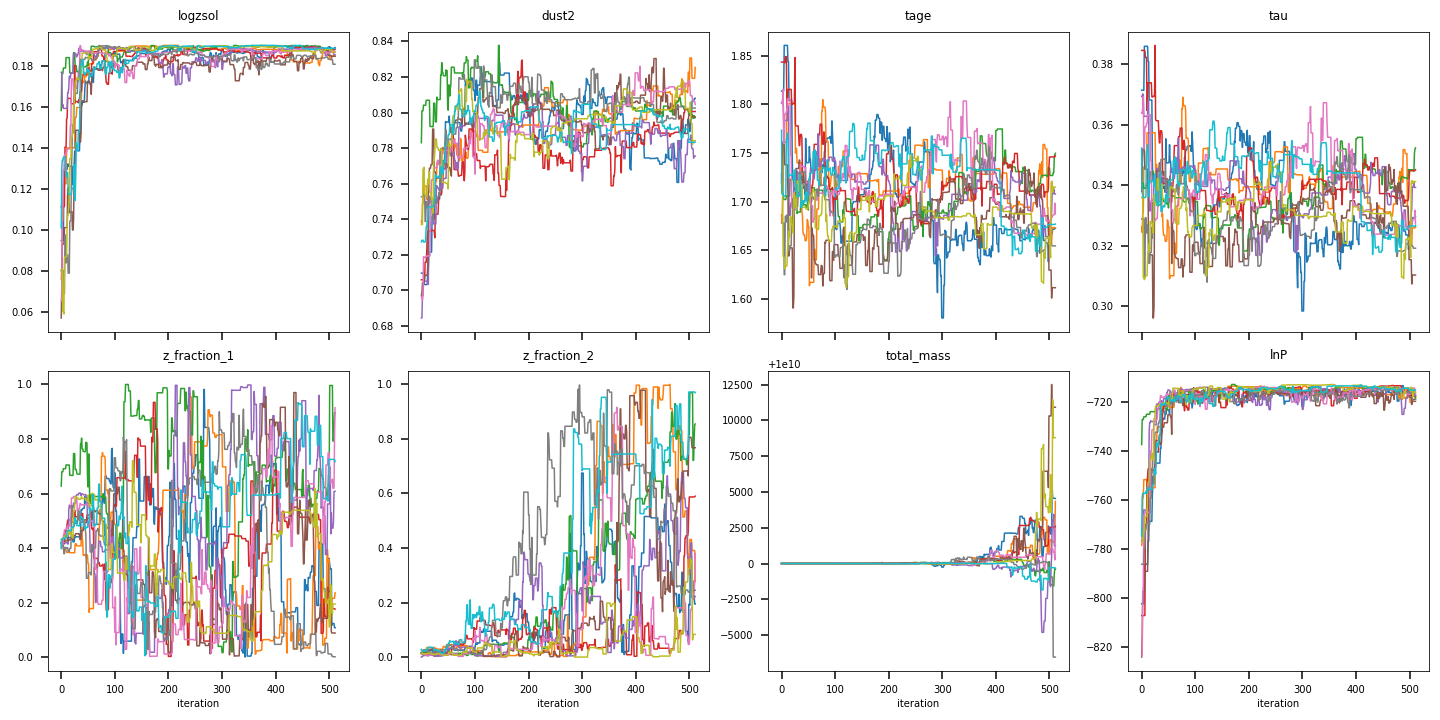 logzsol dust2 tage tau
0.18 0.84 1.85 0.38
0.16 0.82 1.80 0.36
0.14 0.80 1.75 0.34
0.12 0.78 1.70 0.32
0.10 0.76 1.65 0.30
0.08 0.74 1.60
0.06 0.72
0.70
0.68
z_fraction_1 z_fraction_2 total_mass lnP
+1e10
1.0 1.0 12500 −720
0.8 0.8 10000 −740
0.6 0.6 7500 −760
0.4 0.4 5000 −780
0.2 0.2 2500 −800
0.0 0.0 0 −820
−2500
−5000
0 100 200 300 400 500 0 100 200 300 400 500 0 100 200 300 400 500 0 100 200 300 400 500
iteration iteration iteration iteration